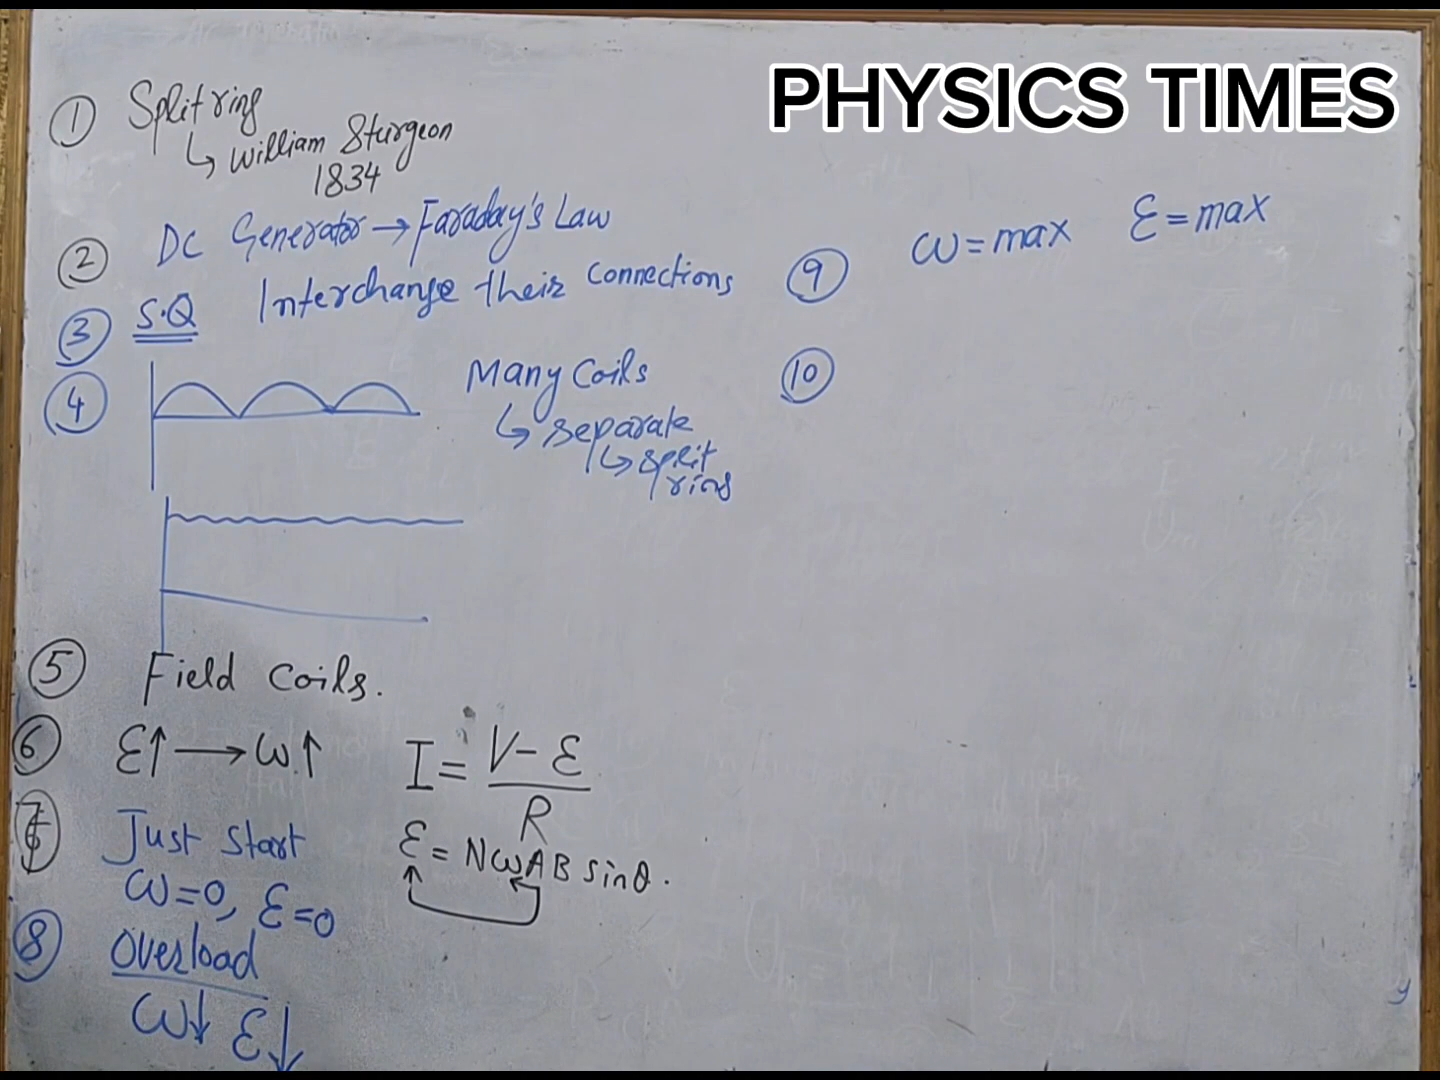 PHYSICS TIMES
① Split ring
↳ William Sturgeon
1834
② DC Generator → Faraday's Law
③ S.Q Interchange their connections
④ Many Coils
↳ separate
↳ split
rings
⑤ Field Coils.
⑥ ε↑ → ω↑ I = V - ε / R
⑦ Just Start
ω=0, ε=0
ε = NωAB sinθ.
⑧ Overload
ω↓ ε↓
⑨ ω=max ε=max
⑩